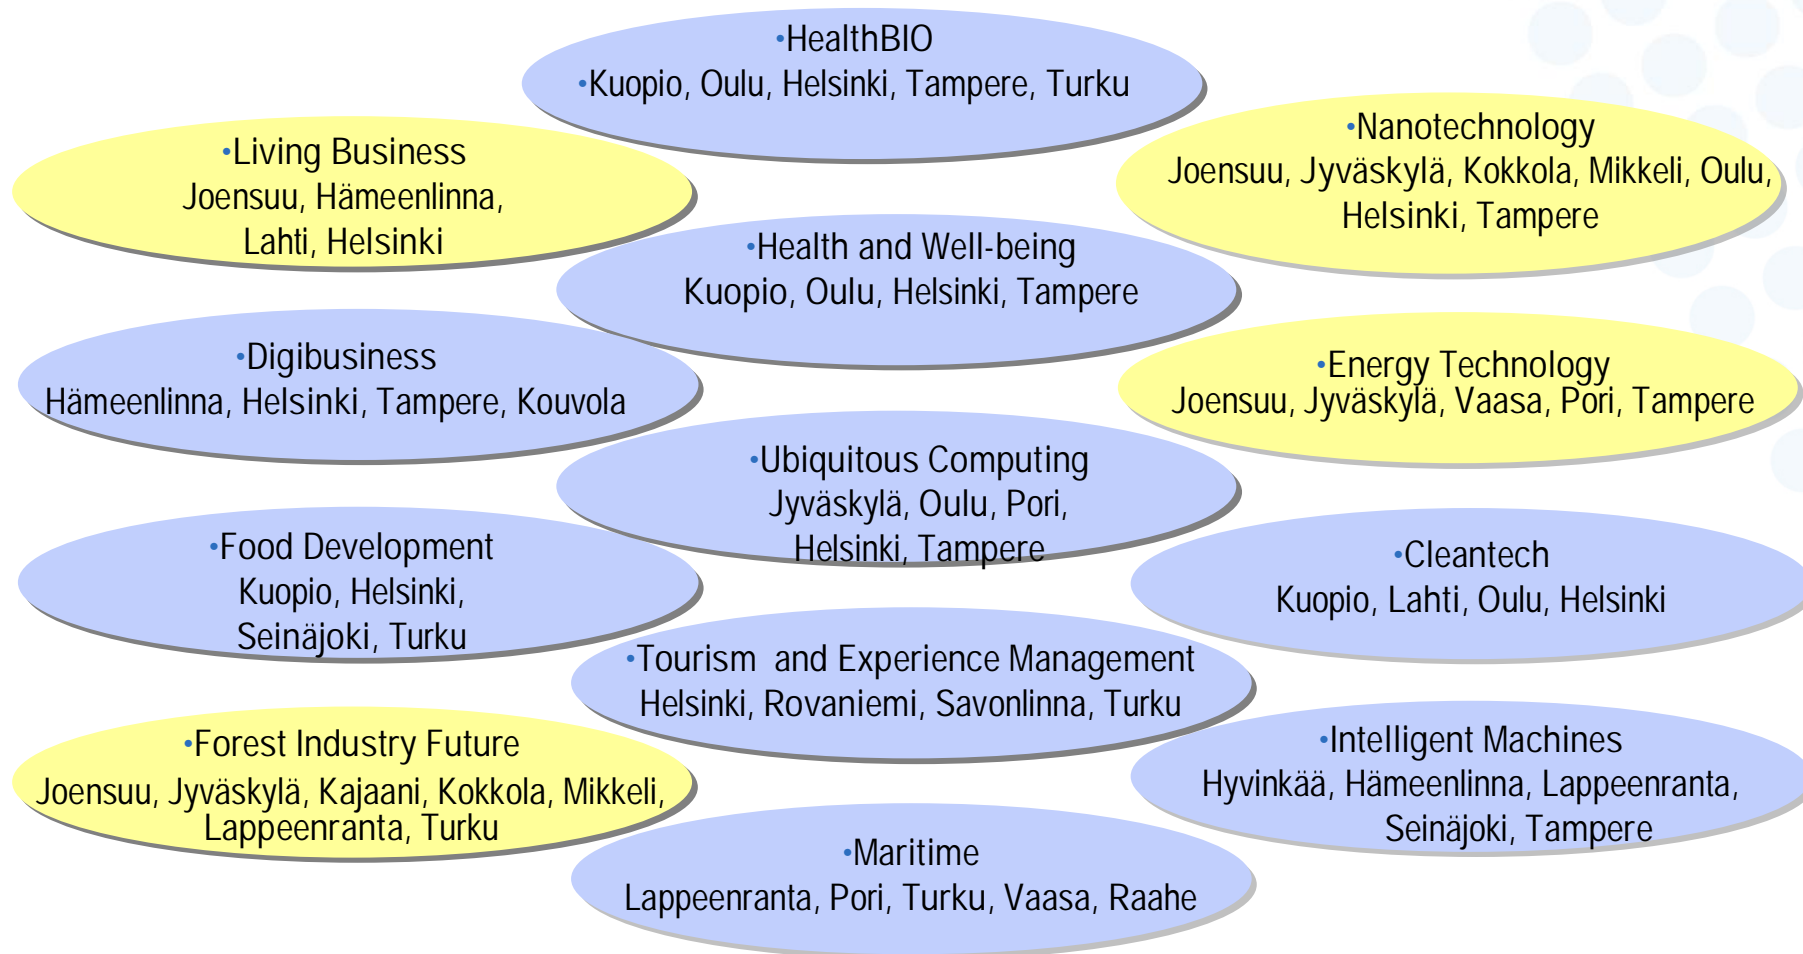 •HealthBIO
•Kuopio, Oulu, Helsinki, Tampere, Turku
•Living Business
Joensuu, Hämeenlinna,
Lahti, Helsinki
•Nanotechnology
Joensuu, Jyväskylä, Kokkola, Mikkeli, Oulu,
Helsinki, Tampere
•Health and Well-being
Kuopio, Oulu, Helsinki, Tampere
•Digibusiness
Hämeenlinna, Helsinki, Tampere, Kouvola
•Energy Technology
Joensuu, Jyväskylä, Vaasa, Pori, Tampere
•Ubiquitous Computing
Jyväskylä, Oulu, Pori,
Helsinki, Tampere
•Food Development
Kuopio, Helsinki,
Seinäjoki, Turku
•Cleantech
Kuopio, Lahti, Oulu, Helsinki
•Tourism and Experience Management
Helsinki, Rovaniemi, Savonlinna, Turku
•Forest Industry Future
Joensuu, Jyväskylä, Kajaani, Kokkola, Mikkeli,
Lappeenranta, Turku
•Intelligent Machines
Hyvinkää, Hämeenlinna, Lappeenranta,
Seinäjoki, Tampere
•Maritime
Lappeenranta, Pori, Turku, Vaasa, Raahe